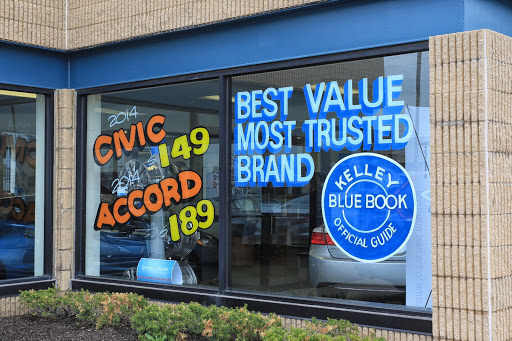 2014
CIVIC
$149
2014
ACCORD
$189
BEST VALUE
MOST TRUSTED
BRAND
KELLEY
BLUE BOOK
OFFICIAL GUIDE